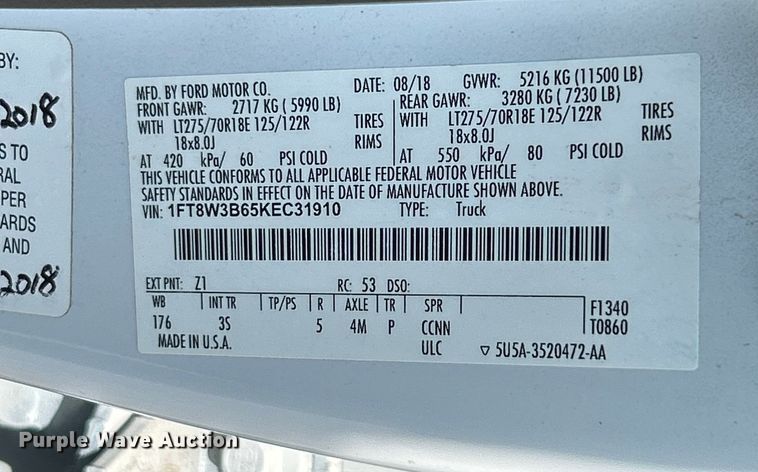 BY:
2018
S TO
RAL
PER
ARDS
AND
2018
MFD. BY FORD MOTOR CO. DATE: 08/18 GVWR: 5216 KG (11500 LB)
FRONT GAWR: 2717 KG ( 5990 LB) REAR GAWR: 3280 KG ( 7230 LB)
WITH LT275/70R18E 125/122R TIRES WITH LT275/70R18E 125/122R TIRES
18x8.0J RIMS 18x8.0J RIMS
AT 420 kPa/ 60 PSI COLD AT 550 kPa/ 80 PSI COLD
THIS VEHICLE CONFORMS TO ALL APPLICABLE FEDERAL MOTOR VEHICLE
SAFETY STANDARDS IN EFFECT ON THE DATE OF MANUFACTURE SHOWN ABOVE.
VIN: 1FT8W3B65KEC31910 TYPE: Truck
EXT PNT: Z1 RC: 53 DSO:
WB INT TR TP/PS R AXLE TR SPR F1340
176 3S 5 4M P CCNN T0860
MADE IN U.S.A. ULC 5U5A-3520472-AA
Purple Wave Auction